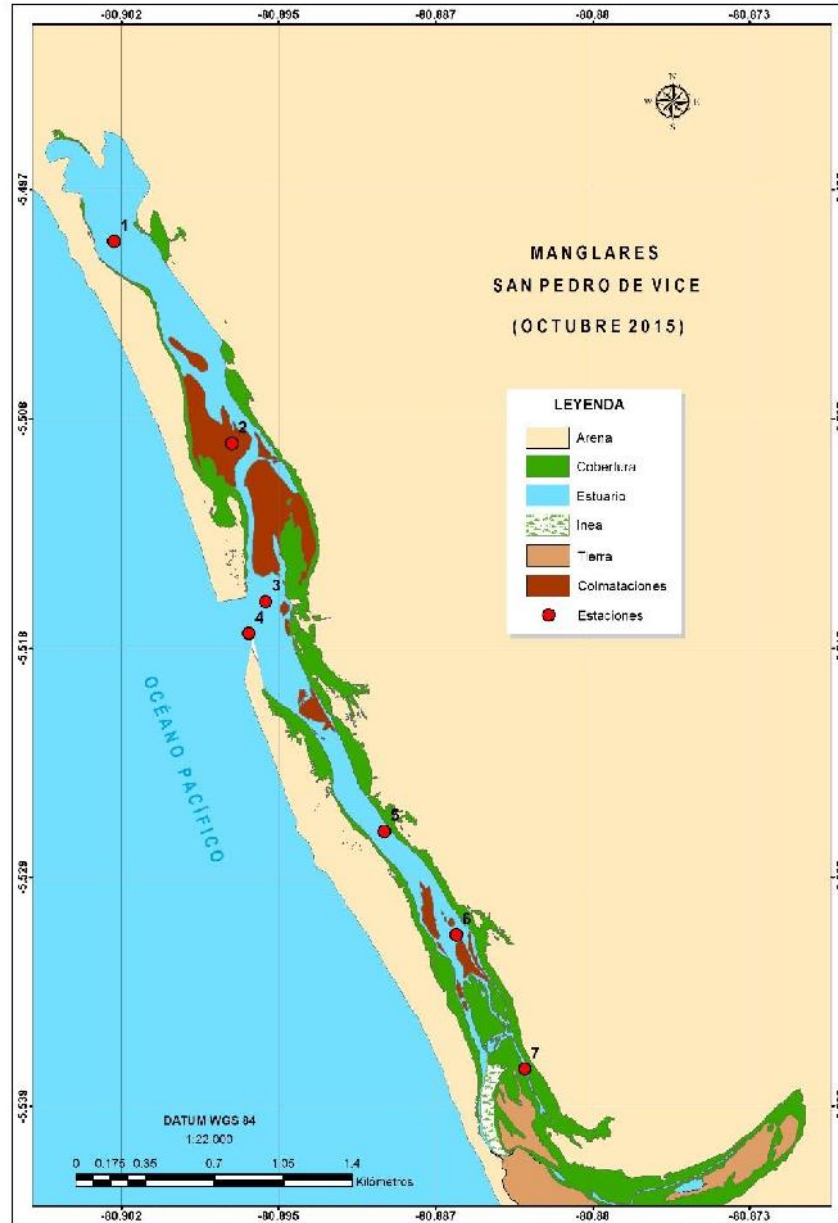 -80.902 -80.895 -80.887 -80.88 -80.873
N
W E
S
-5.497
1
MANGLARES
SAN PEDRO DE VICE
(OCTUBRE 2015)
LEYENDA
Arena
Cobertura
Estuario
Inea
Tierra
Colmataciones
Estaciones
-5.508
2
3
4
-5.518
OCÉANO PACÍFICO
5
-5.529
6
7
-5.539
DATUM WGS 84
1:22 000
0 0.175 0.35 0.7 1.05 1.4
Kilómetros
-80.902 -80.895 -80.887 -80.88 -80.873